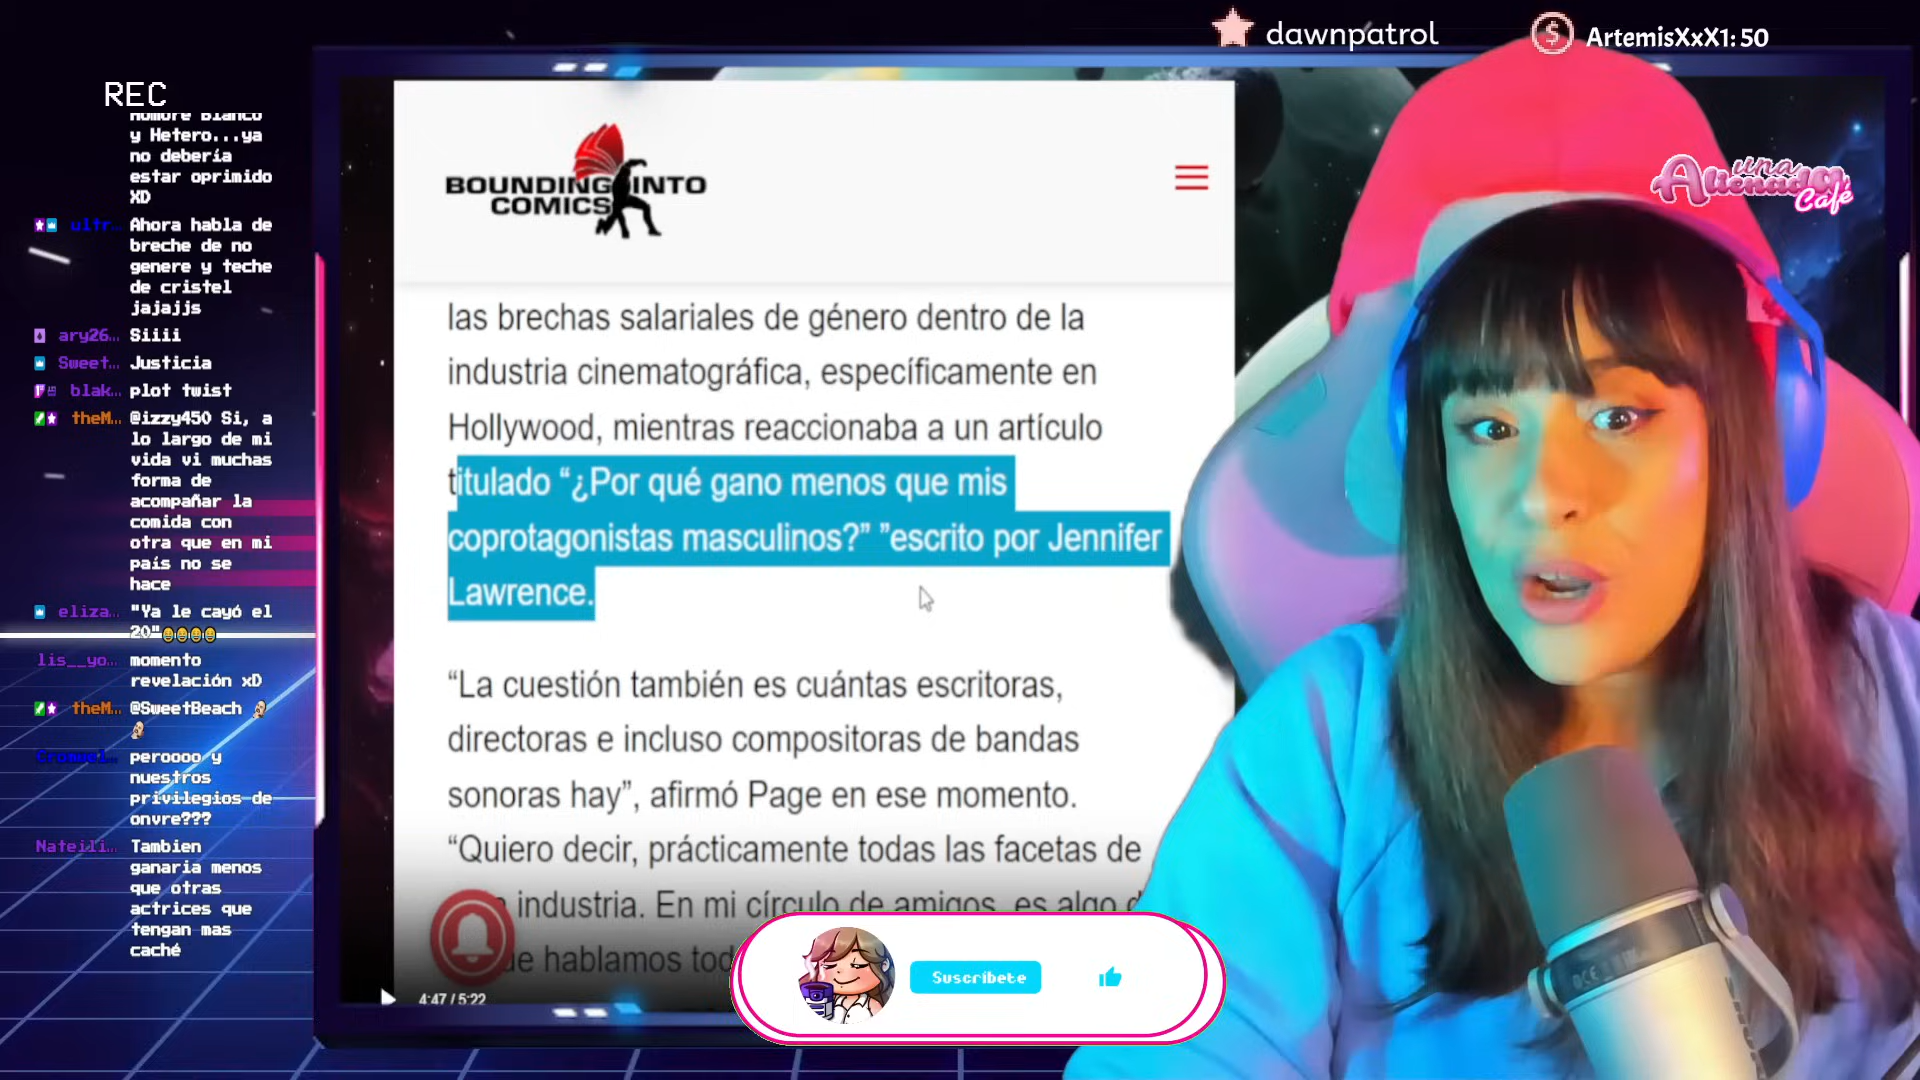 dawnpatrol
ArtemisXxX1: 50
REC
Hombre Blanco
y Hetero...ya
no debería
estar oprimido
XD
ultr... Ahora habla de
breche de no
genere y teche
de cristel
jajajjs
ary26... Siiii
Sweet... Justicia
blak... plot twist
theM... @izzy450 Si, a
lo largo de mi
vida vi muchas
forma de
acompañar la
comida con
otra que en mi
país no se
hace
eliza... "Ya le cayó el
20"
lis__yo... momento
revelación xD
theM... @SweetBeach
peroooo y
nuestros
privilegios de
onvre???
Nateili... Tambien
ganaria menos
que otras
actrices que
tengan mas
caché
BOUNDING INTO
COMICS
las brechas salariales de género dentro de la
industria cinematográfica, específicamente en
Hollywood, mientras reaccionaba a un artículo
titulado “¿Por qué gano menos que mis
coprotagonistas masculinos?” ”escrito por Jennifer
Lawrence.
“La cuestión también es cuántas escritoras,
directoras e incluso compositoras de bandas
sonoras hay”, afirmó Page en ese momento.
“Quiero decir, prácticamente todas las facetas de
industria. En mi círculo de amigos, es algo
de hablamos
4:47 / 5:22
Suscríbete
una
Alienada
Café